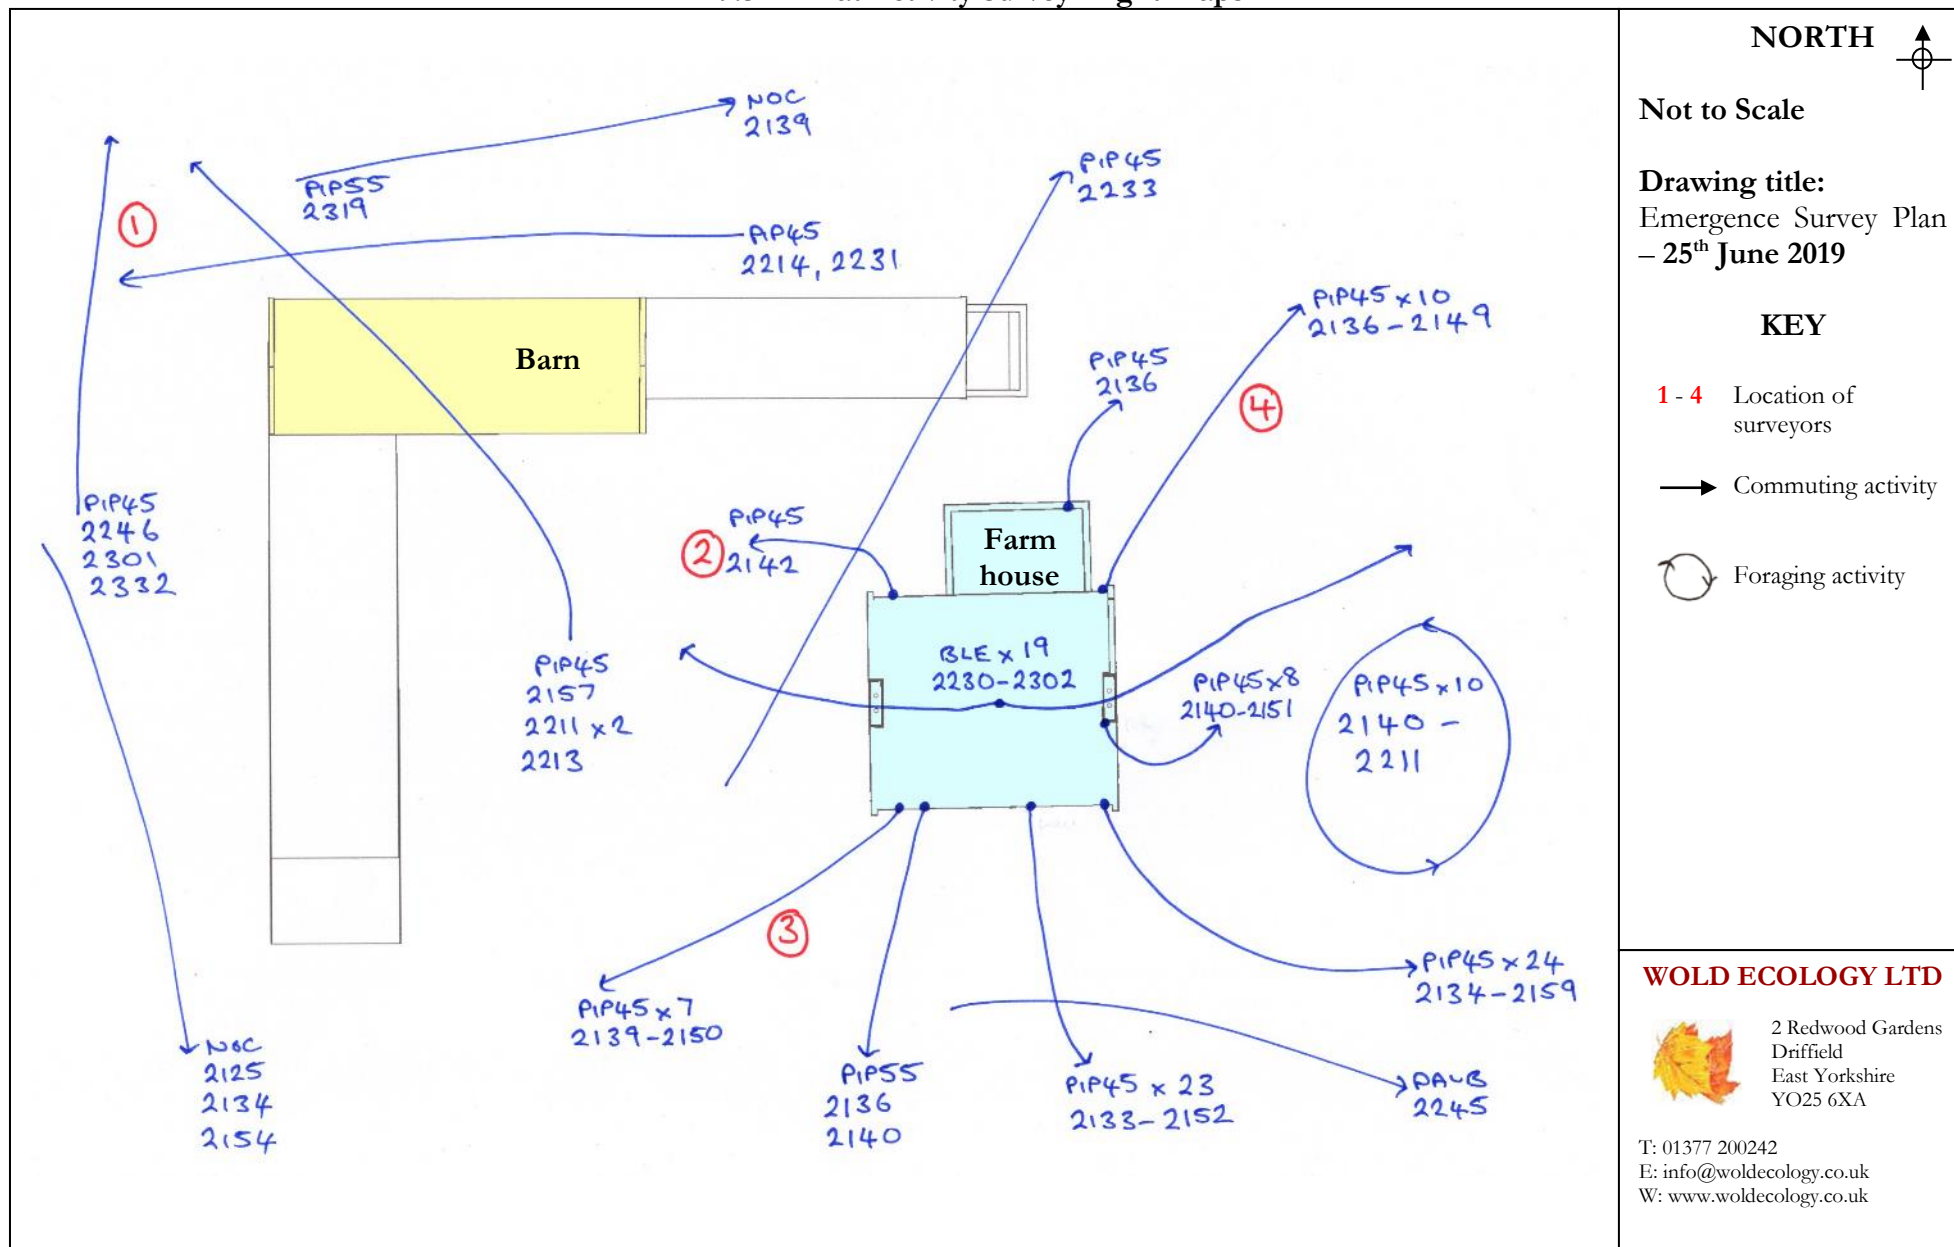 NOC
2139
PIP55
2319
1
PIP45
2214, 2231
PIP45
2233
Barn
PIP45 x 10
2136-2149
PIP45
2136
4
PIP45
2246
2301
2332
PIP45
2142
2
Farm
house
BLE x 19
2230-2302
PIP45
2157
2211 x 2
2213
PIP45x8
2140-2151
PIP45 x 10
2140 -
2211
3
PIP45 x 7
2139-2150
PIP45 x 24
2134-2159
NOC
2125
2134
2154
PIP55
2136
2140
PIP45 x 23
2133-2152
DAUB
2245
NORTH
Not to Scale
Drawing title:
Emergence Survey Plan
– 25th June 2019
KEY
1 - 4 Location of
surveyors
Commuting activity
Foraging activity
WOLD ECOLOGY LTD
2 Redwood Gardens
Driffield
East Yorkshire
YO25 6XA
T: 01377 200242
E: info@woldecology.co.uk
W: www.woldecology.co.uk